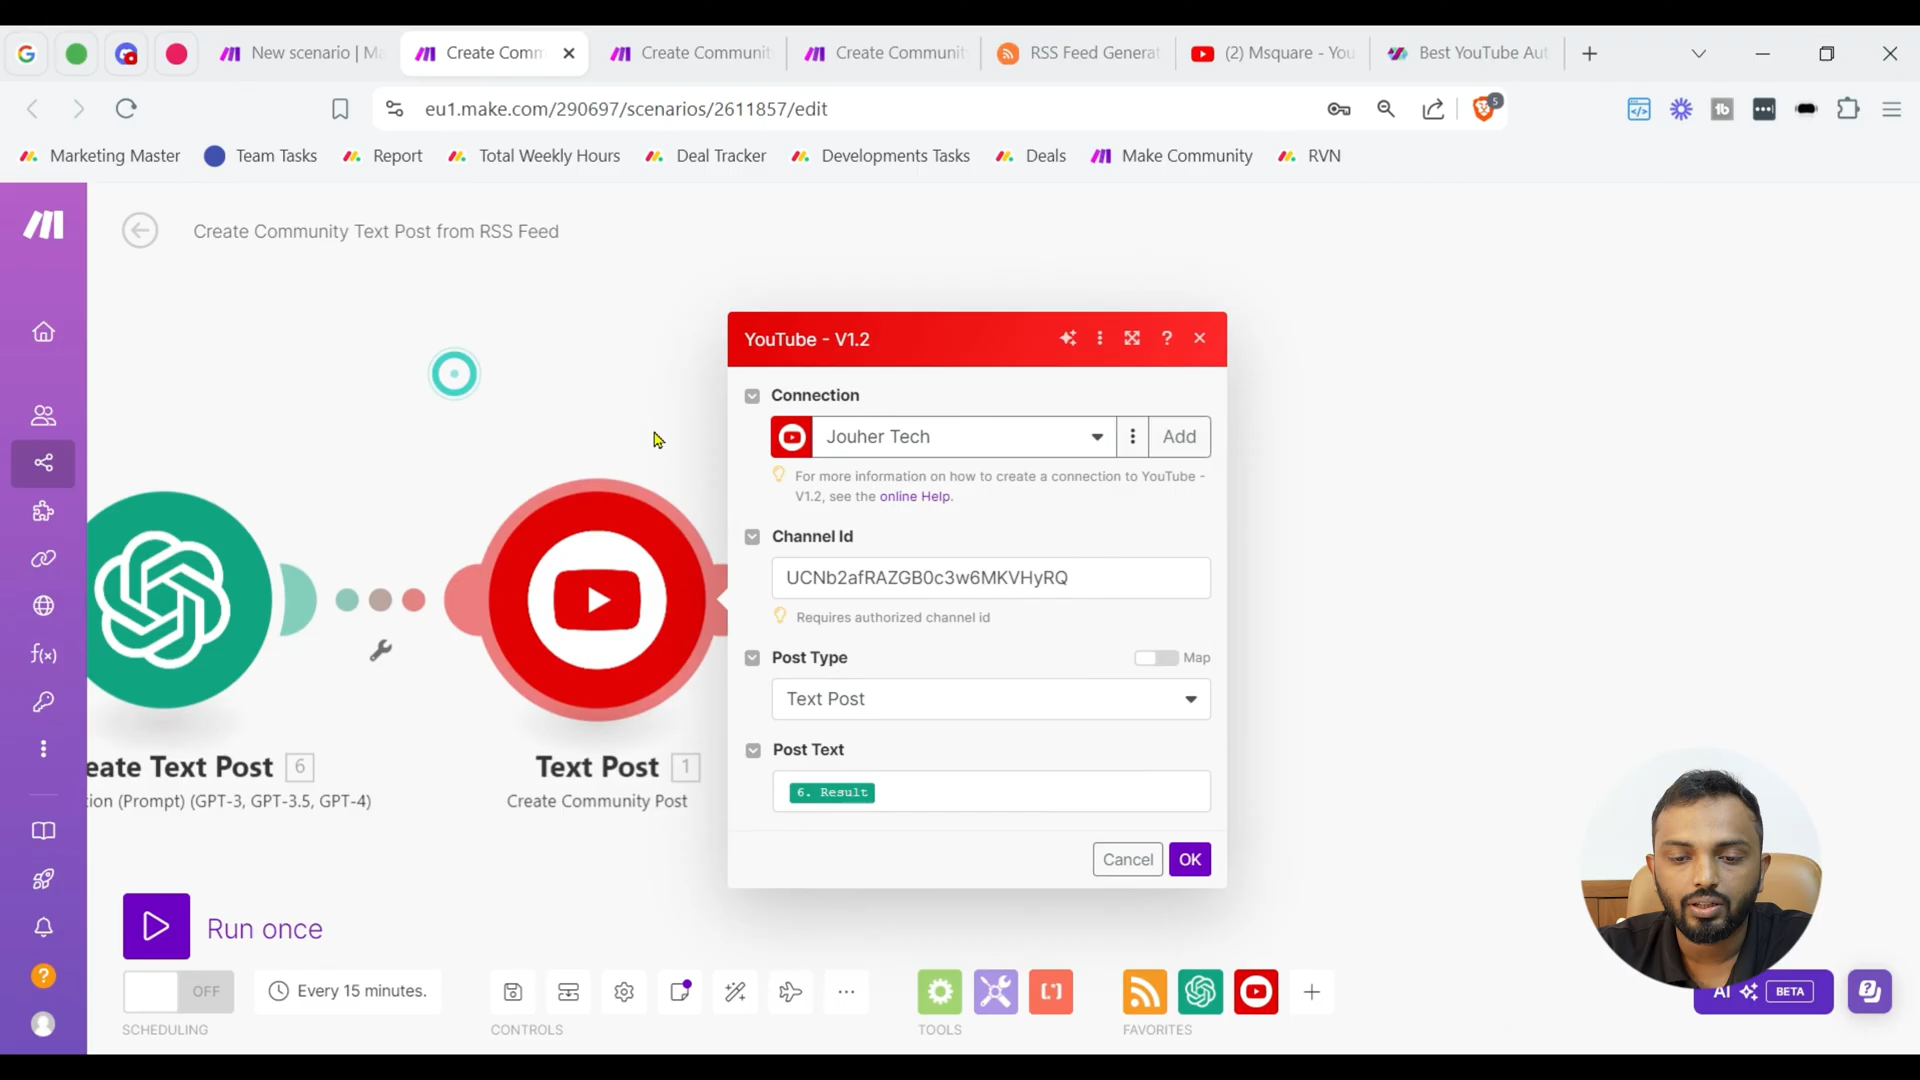 New scenario | Ma
Create Comm
Create Communit
Create Communit
RSS Feed Generat
(2) Msquare - You
Best YouTube Aut
eu1.make.com/290697/scenarios/2611857/edit
5
Marketing Master
Team Tasks
Report
Total Weekly Hours
Deal Tracker
Developments Tasks
Deals
Make Community
RVN
Create Community Text Post from RSS Feed
YouTube - V1.2
Connection
Jouher Tech
Add
For more information on how to create a connection to YouTube -
V1.2, see the online Help.
Channel Id
UCNb2afRAZGB0c3w6MKVHyRQ
Requires authorized channel id
Post Type
Map
Text Post
Post Text
6. Result
Cancel
OK
eate Text Post
6
tion (Prompt) (GPT-3, GPT-3.5, GPT-4)
Text Post
1
Create Community Post
Run once
OFF
Every 15 minutes.
SCHEDULING
CONTROLS
TOOLS
FAVORITES
AI
BETA